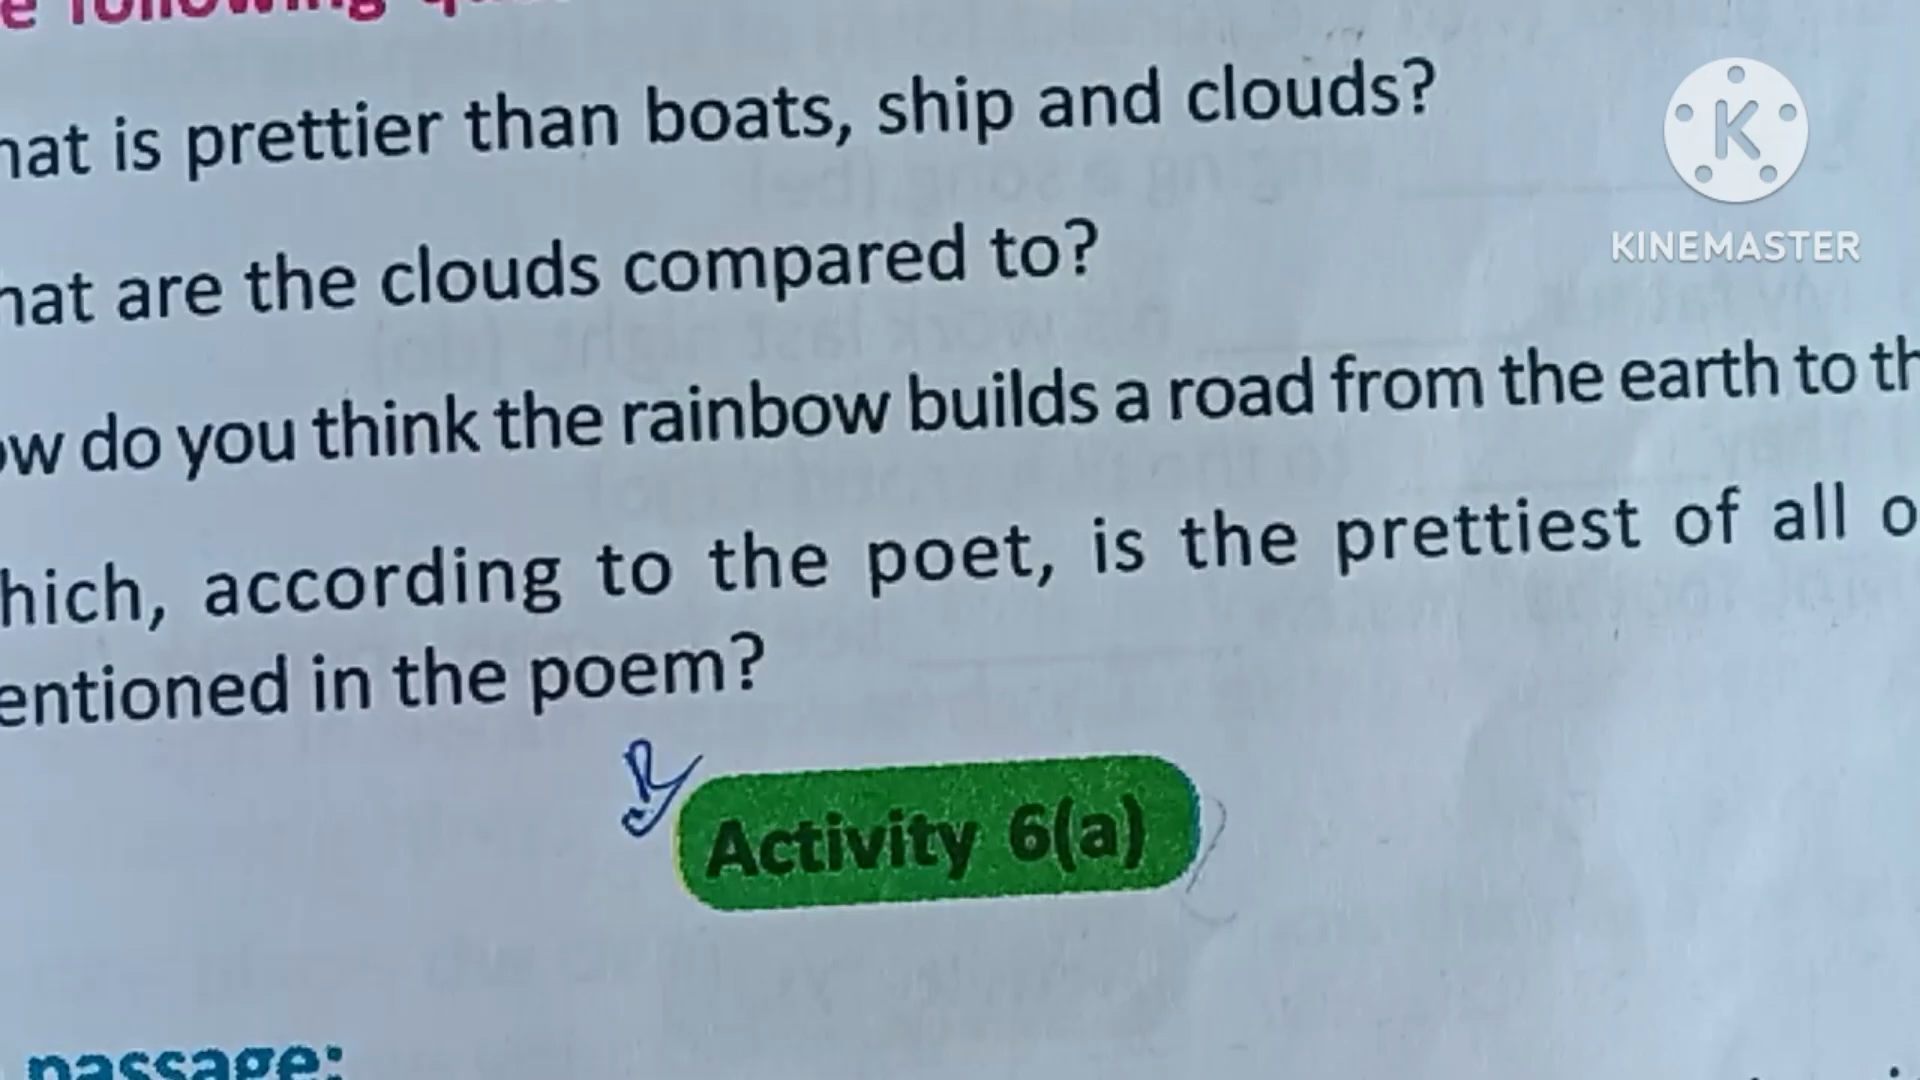 e following
hat is prettier than boats, ship and clouds?
hat are the clouds compared to?
ow do you think the rainbow builds a road from the earth to th
hich, according to the poet, is the prettiest of all o
entioned in the poem?
Activity 6(a)
passage:
K
KINEMASTER